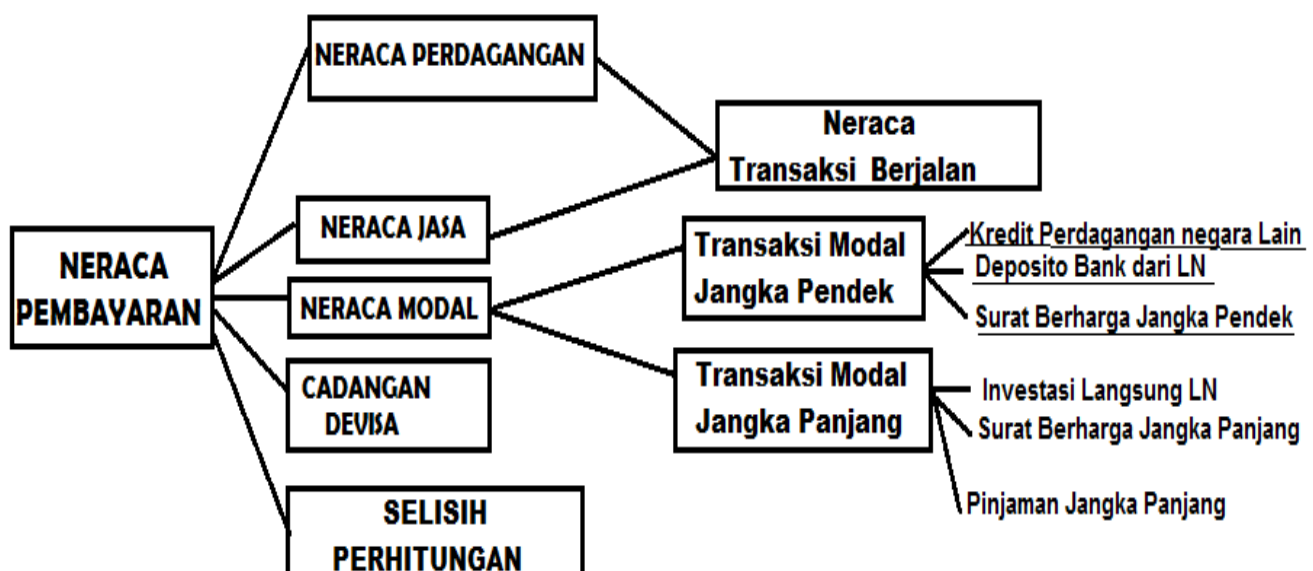 NERACA PERDAGANGAN
Neraca
Transaksi Berjalan
NERACA JASA
NERACA
PEMBAYARAN
Transaksi Modal
Jangka Pendek
Kredit Perdagangan negara Lain
Deposito Bank dari LN
Surat Berharga Jangka Pendek
NERACA MODAL
CADANGAN
DEVISA
Transaksi Modal
Jangka Panjang
Investasi Langsung LN
Surat Berharga Jangka Panjang
Pinjaman Jangka Panjang
SELISIH
PERHITUNGAN